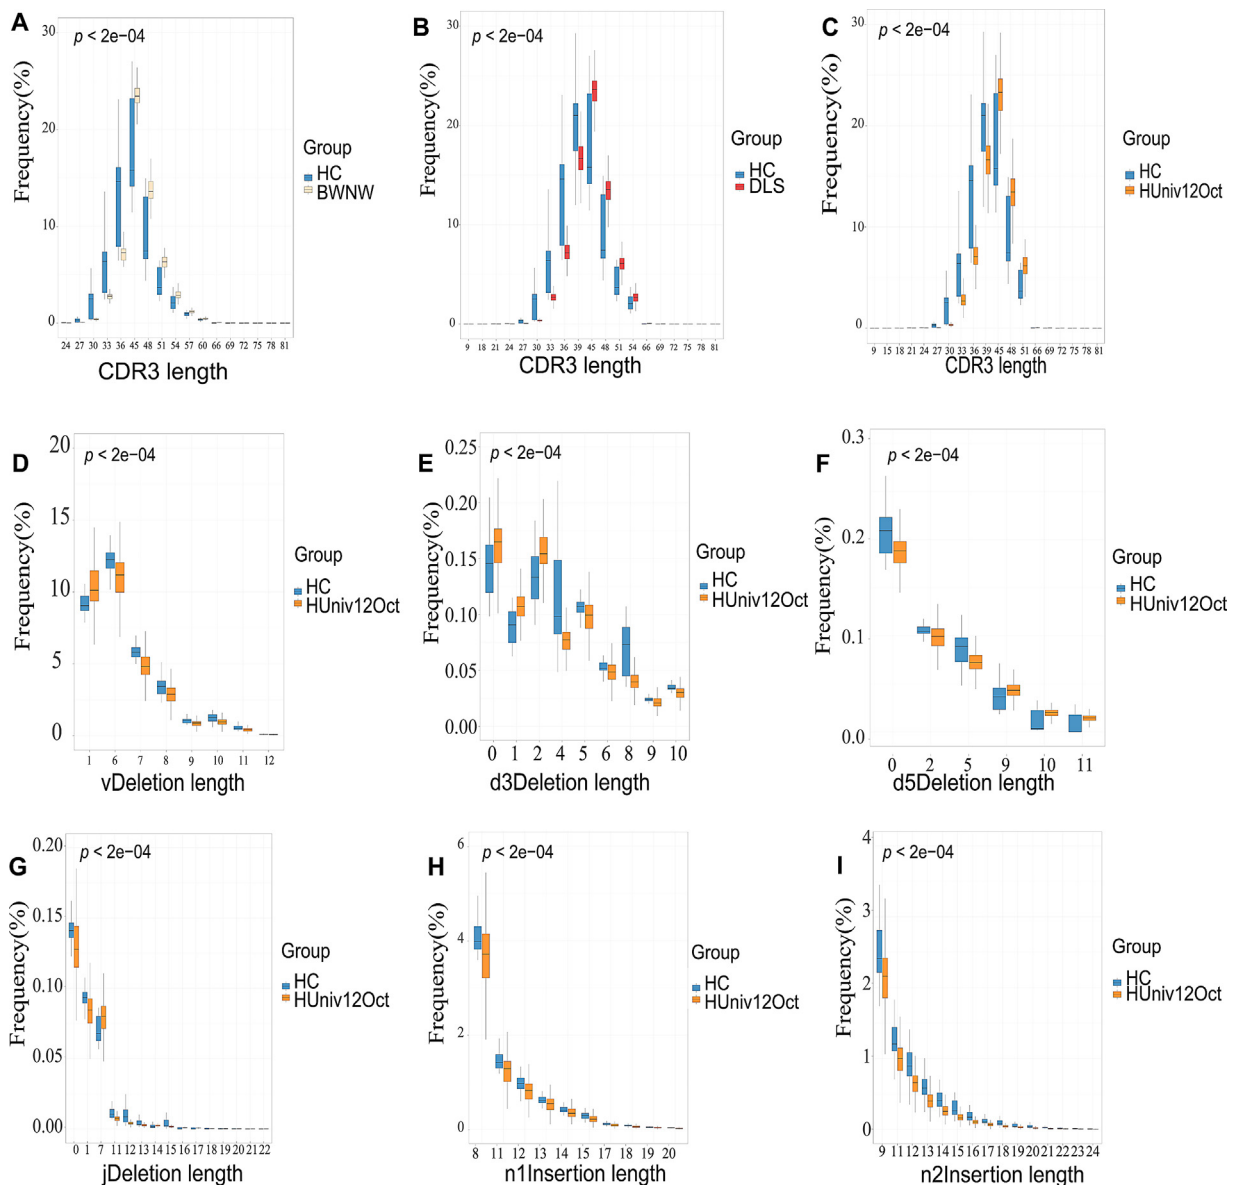 A
p < 2e−04
Frequency(%)
30
20
10
0
24 27 30 33 36 45 48 51 54 57 60 66 69 72 75 78 81
CDR3 length
Group
HC
BWNW
B
p < 2e−04
Frequency(%)
30
20
10
0
9 18 21 24 27 30 33 36 39 45 48 51 54 66 72 75 78 81
CDR3 length
Group
HC
DLS
C
p < 2e−04
Frequency(%)
30
20
10
0
9 15 18 21 24 27 30 33 36 39 45 48 51 66 69 72 75 78 81
CDR3 length
Group
HC
HUniv12Oct
D
p < 2e−04
Frequency(%)
20
15
10
5
0
1 6 7 8 9 10 11 12
vDeletion length
Group
HC
HUniv12Oct
E
p < 2e−04
Frequency(%)
0.25
0.20
0.15
0.10
0.05
0.00
0 1 2 4 5 6 8 9 10
d3Deletion length
Group
HC
HUniv12Oct
F
p < 2e−04
Frequency(%)
0.3
0.2
0.1
0.0
0 2 5 9 10 11
d5Deletion length
Group
HC
HUniv12Oct
G
p < 2e−04
Frequency(%)
0.20
0.15
0.10
0.05
0.00
0 1 7 11 12 13 14 15 16 17 18 19 20 21 22
jDeletion length
Group
HC
HUniv12Oct
H
p < 2e−04
Frequency(%)
6
4
2
0
8 11 12 13 14 15 17 18 19 20
n1Insertion length
Group
HC
HUniv12Oct
I
p < 2e−04
Frequency(%)
4
3
2
1
0
9 11 12 13 14 15 16 17 18 19 20 21 22 23 24
n2Insertion length
Group
HC
HUniv12Oct